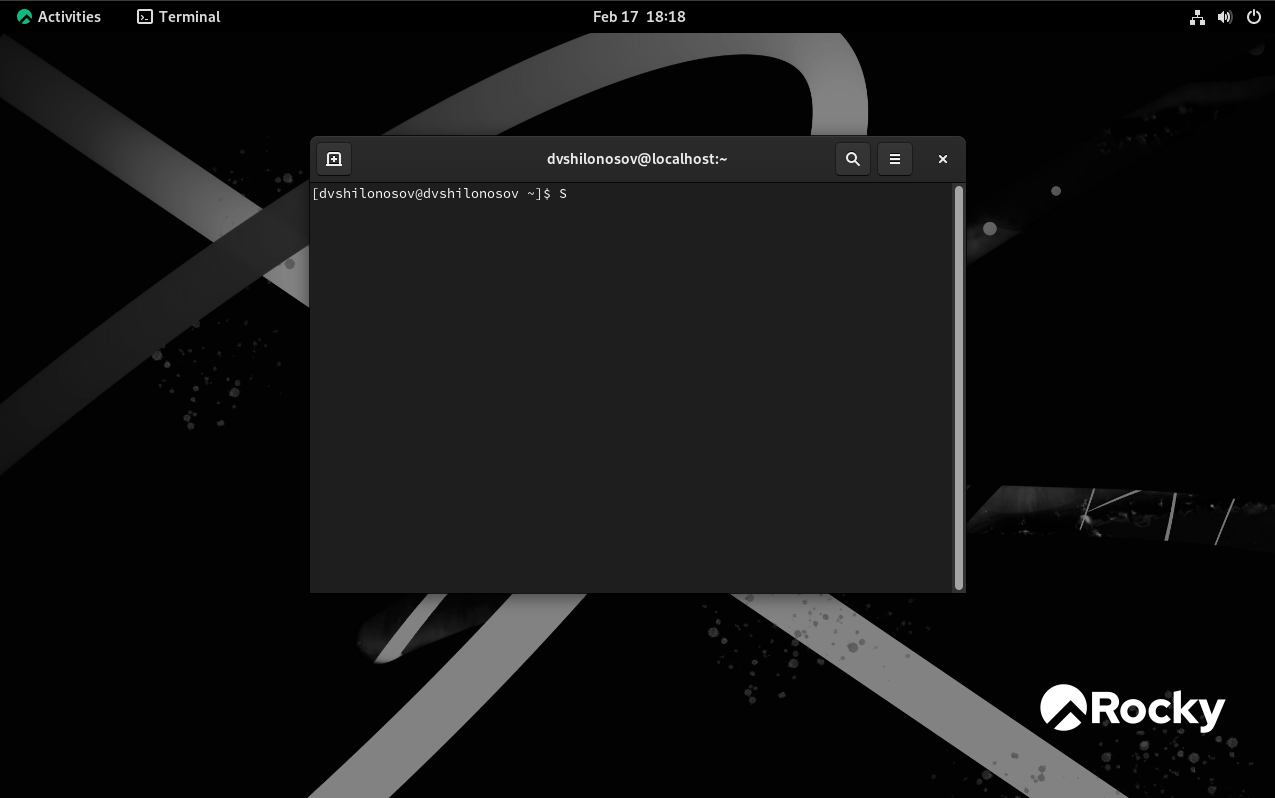 Activities Terminal Feb 17 18:18
dvshilonosov@localhost:~
[dvshilonosov@dvshilonosov ~]$ S
Rocky